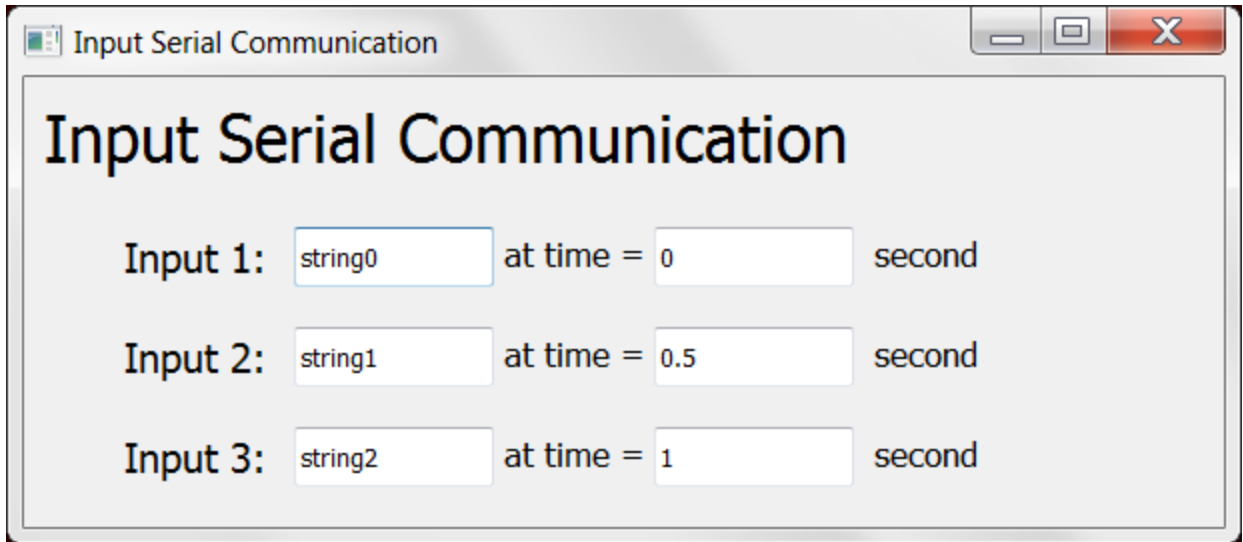 Input Serial Communication
Input Serial Communication
Input 1: string0 at time = 0 second
Input 2: string1 at time = 0.5 second
Input 3: string2 at time = 1 second